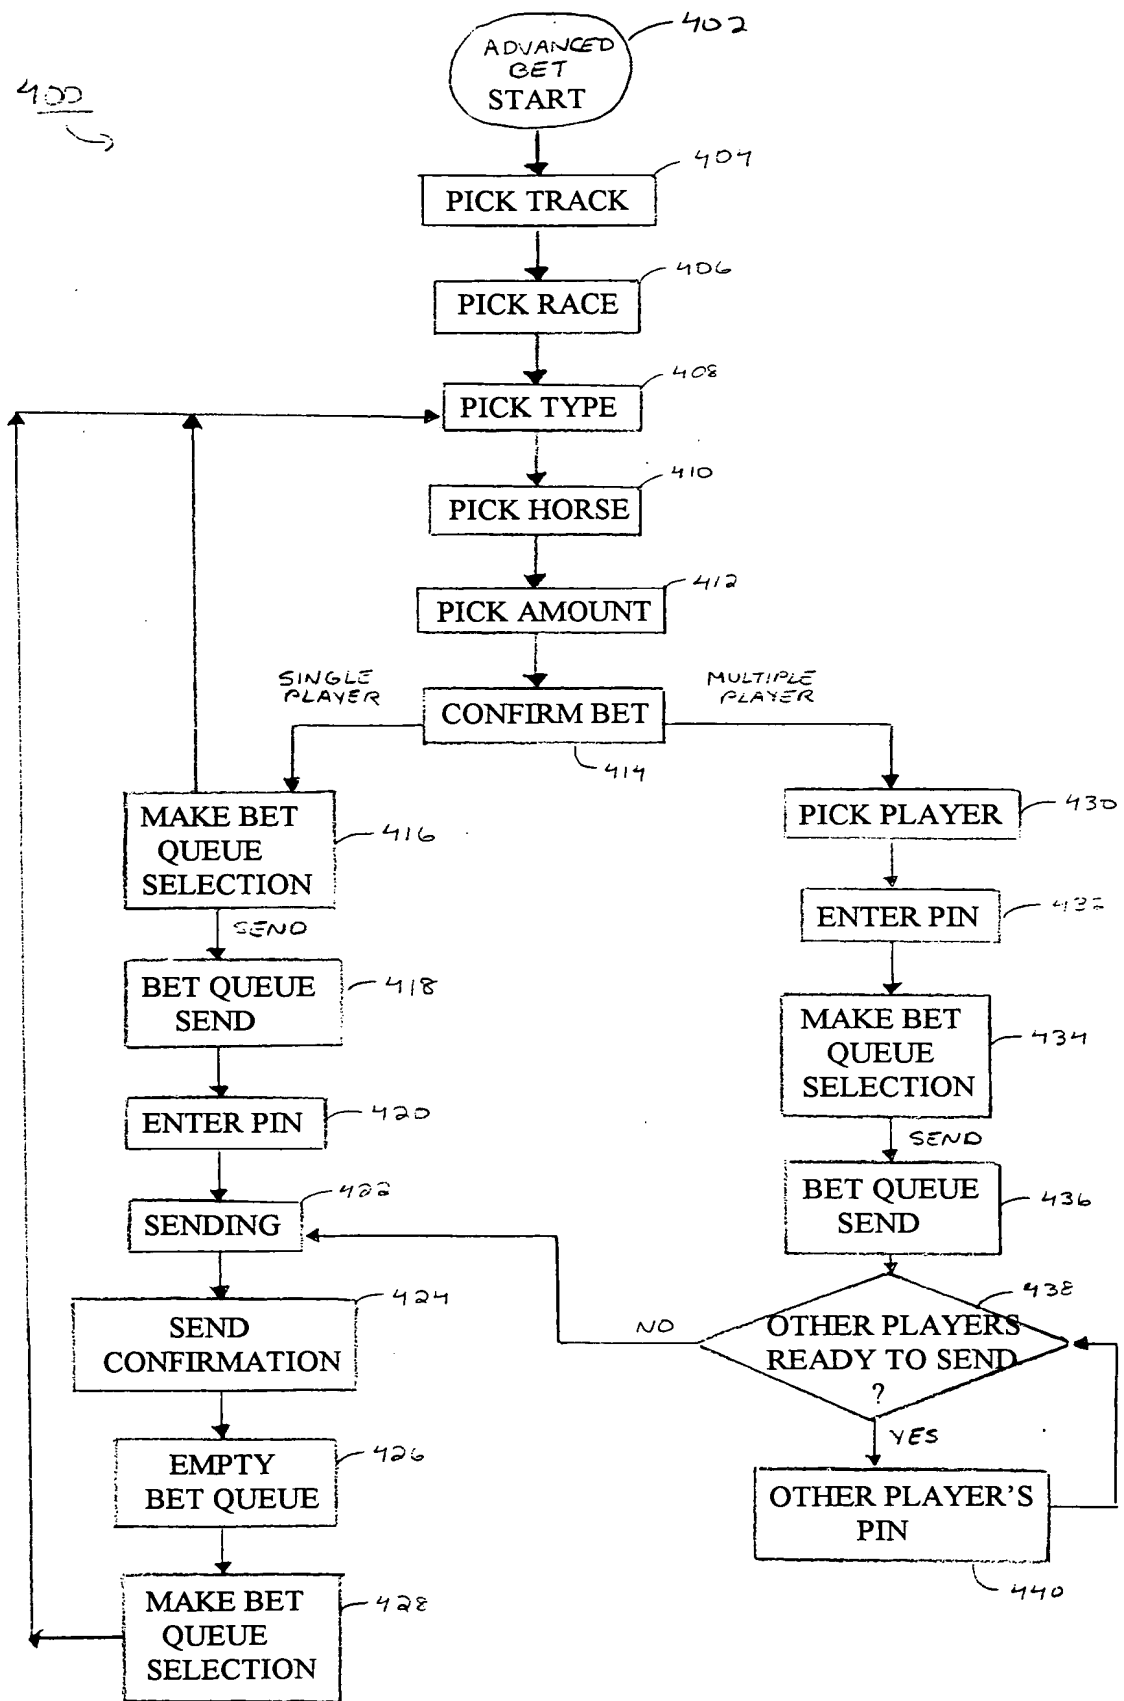 402
ADVANCED
BET
START
400
404
PICK TRACK
406
PICK RACE
408
PICK TYPE
410
PICK HORSE
412
PICK AMOUNT
SINGLE
PLAYER
MULTIPLE
PLAYER
CONFIRM BET
414
MAKE BET
QUEUE
SELECTION
416
PICK PLAYER
430
SEND
ENTER PIN
432
BET QUEUE
SEND
418
MAKE BET
QUEUE
SELECTION
434
ENTER PIN
420
SEND
422
SENDING
BET QUEUE
SEND
436
424
SEND
CONFIRMATION
438
NO
OTHER PLAYERS
READY TO SEND
?
YES
EMPTY
BET QUEUE
426
OTHER PLAYER'S
PIN
440
MAKE BET
QUEUE
SELECTION
428